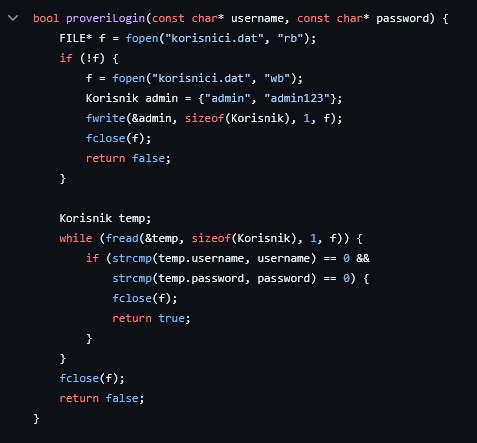 bool proveriLogin(const char* username, const char* password) {
    FILE* f = fopen("korisnici.dat", "rb");
    if (!f) {
        f = fopen("korisnici.dat", "wb");
        Korisnik admin = {"admin", "admin123"};
        fwrite(&admin, sizeof(Korisnik), 1, f);
        fclose(f);
        return false;
    }

    Korisnik temp;
    while (fread(&temp, sizeof(Korisnik), 1, f)) {
        if (strcmp(temp.username, username) == 0 &&
            strcmp(temp.password, password) == 0) {
            fclose(f);
            return true;
        }
    }
    fclose(f);
    return false;
}